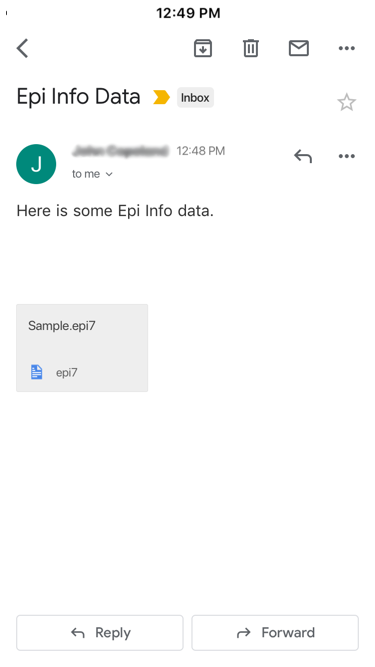 12:49 PM
Epi Info Data Inbox
J 12:48 PM
to me
Here is some Epi Info data.
Sample.epi7
epi7
Reply Forward